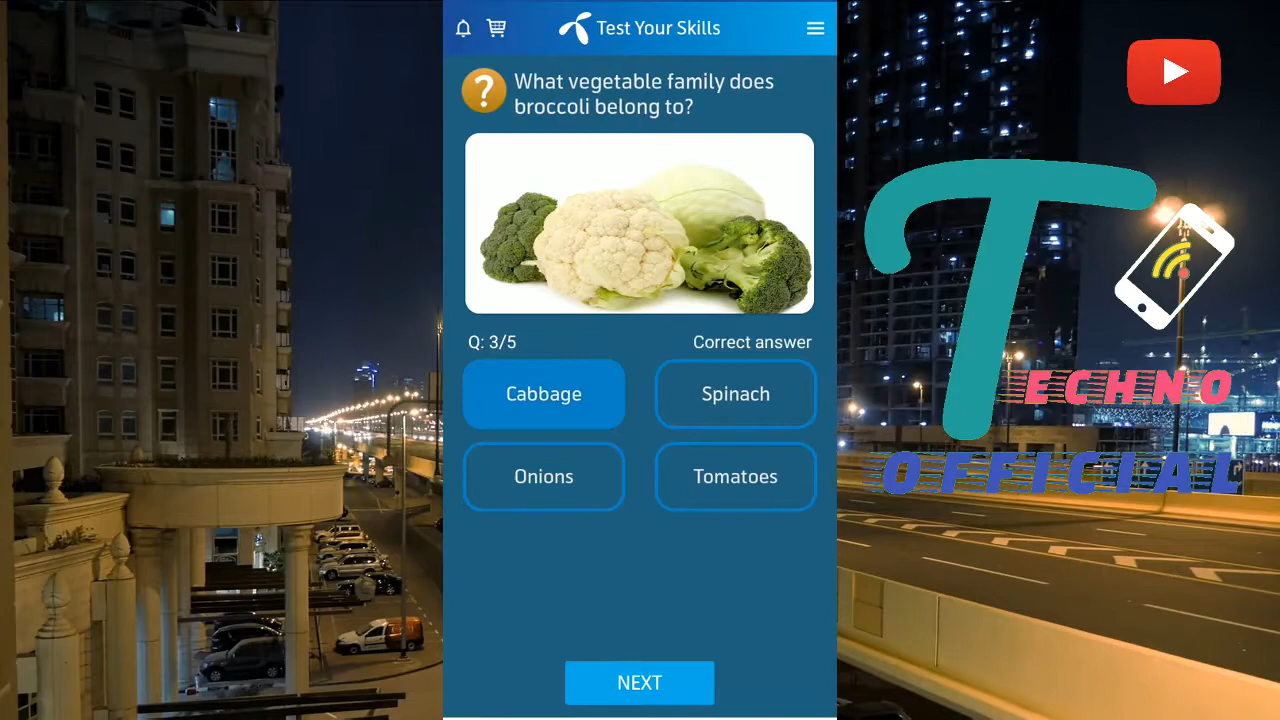 Test Your Skills
What vegetable family does
broccoli belong to?
Q: 3/5
Correct answer
Cabbage
Spinach
Onions
Tomatoes
NEXT
TECHNO
OFFICIAL